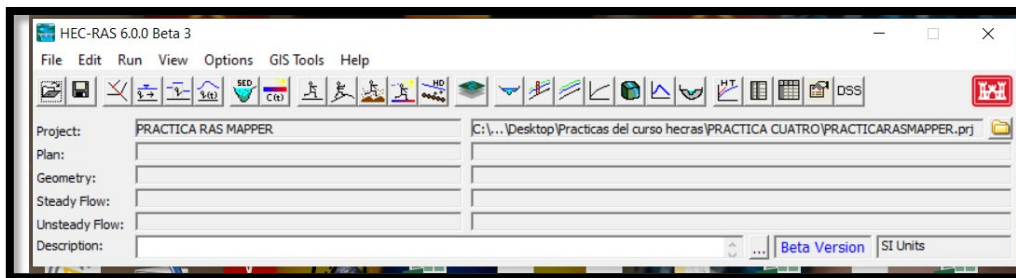 HEC-RAS 6.0.0 Beta 3
File Edit Run View Options GIS Tools Help
SED C(t) HD HT DSS
Project: PRACTICA RAS MAPPER C:\...\Desktop\Practicas del curso hecras\PRACTICA CUATRO\PRACTICARASMAPPER.prj
Plan:
Geometry:
Steady Flow:
Unsteady Flow:
Description: ... Beta Version SI Units